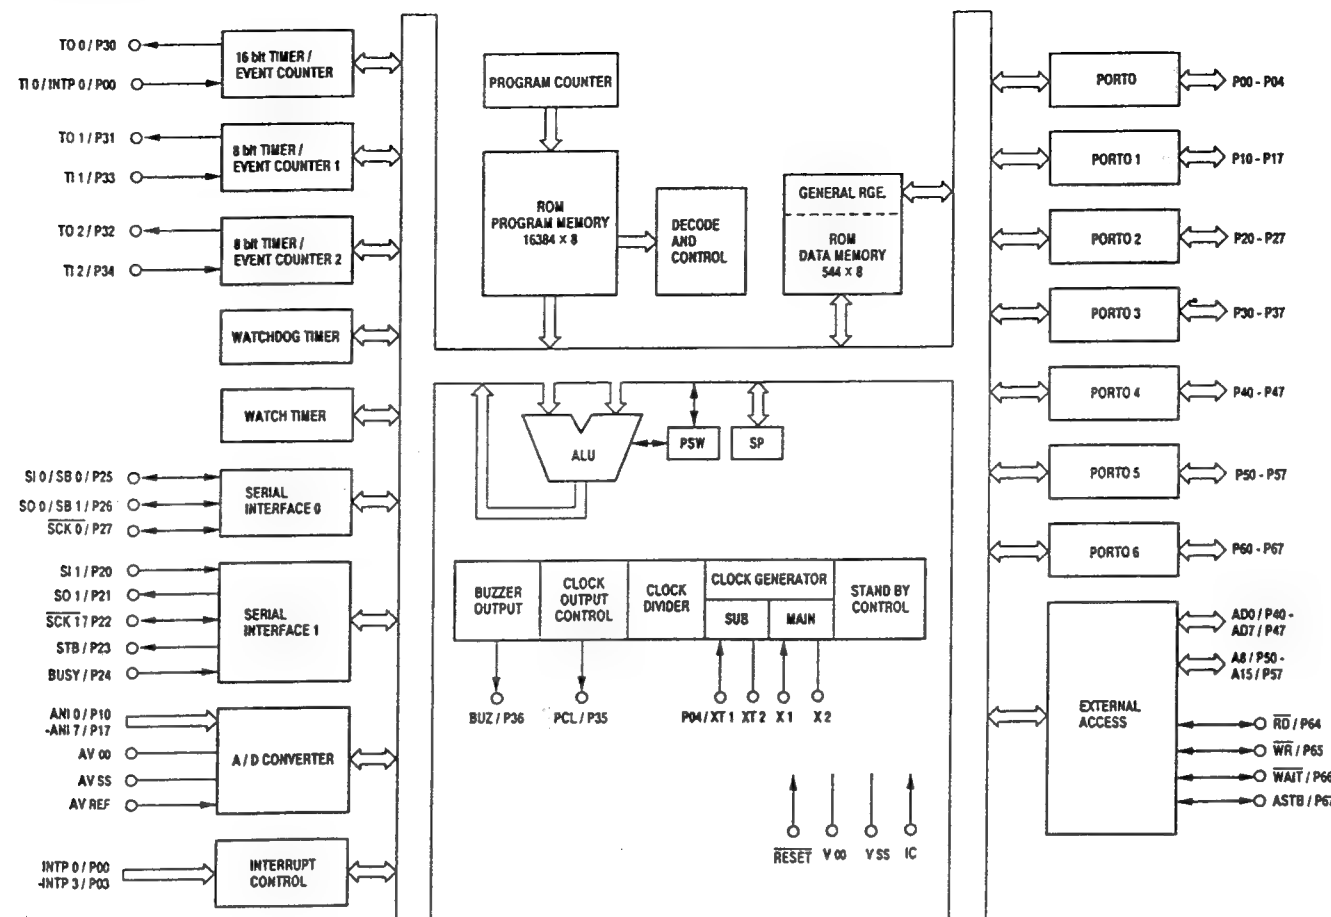 TO 0 / P30
TI 0 / INTP 0 / P00
16 bit TIMER /
EVENT COUNTER
TO 1 / P31
TI 1 / P33
8 bit TIMER /
EVENT COUNTER 1
TO 2 / P32
TI 2 / P34
8 bit TIMER /
EVENT COUNTER 2
WATCHDOG TIMER
WATCH TIMER
SI 0 / SB 0 / P25
SO 0 / SB 1 / P26
SCK 0 / P27
SERIAL
INTERFACE 0
SI 1 / P20
SO 1 / P21
SCK 1 / P22
STB / P23
BUSY / P24
SERIAL
INTERFACE 1
ANI 0 / P10
-ANI 7 / P17
AV 00
AV SS
AV REF
A / D CONVERTER
INTP 0 / P00
-INTP 3 / P03
INTERRUPT
CONTROL
PROGRAM COUNTER
ROM
PROGRAM MEMORY
16384 × 8
DECODE
AND
CONTROL
GENERAL RGE.
ROM
DATA MEMORY
544 × 8
ALU
PSW
SP
BUZZER
OUTPUT
CLOCK
OUTPUT
CONTROL
CLOCK
DIVIDER
CLOCK GENERATOR
SUB
MAIN
STAND BY
CONTROL
BUZ / P36
PCL / P35
P04 / XT 1
XT 2
X 1
X 2
RESET
V 00
V SS
IC
PORTO
P00 - P04
PORTO 1
P10 - P17
PORTO 2
P20 - P27
PORTO 3
P30 - P37
PORTO 4
P40 - P47
PORTO 5
P50 - P57
PORTO 6
P60 - P67
EXTERNAL
ACCESS
AD0 / P40 -
AD7 / P47
A8 / P50 -
A15 / P57
RD / P64
WR / P65
WAIT / P66
ASTB / P67